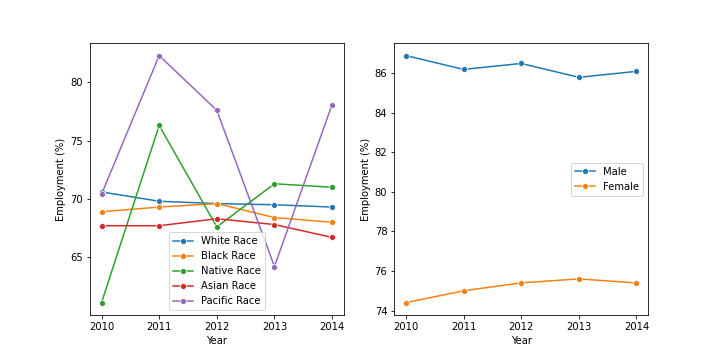 80
75
70
65
Employment (%)
2010 2011 2012 2013 2014
Year
White Race
Black Race
Native Race
Asian Race
Pacific Race
86
84
82
80
78
76
74
Employment (%)
2010 2011 2012 2013 2014
Year
Male
Female